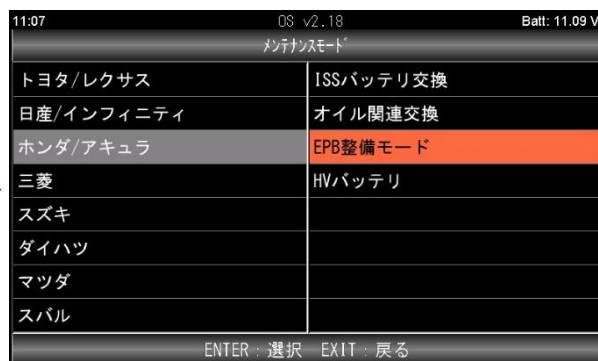 11:07 OS v2.18 Batt: 11.09 V
メンテナンスモード
トヨタ/レクサス ISSバッテリ交換
日産/インフィニティ オイル関連交換
ホンダ/アキュラ EPB整備モード
三菱 HVバッテリ
スズキ
ダイハツ
マツダ
スバル
ENTER：選択 EXIT：戻る